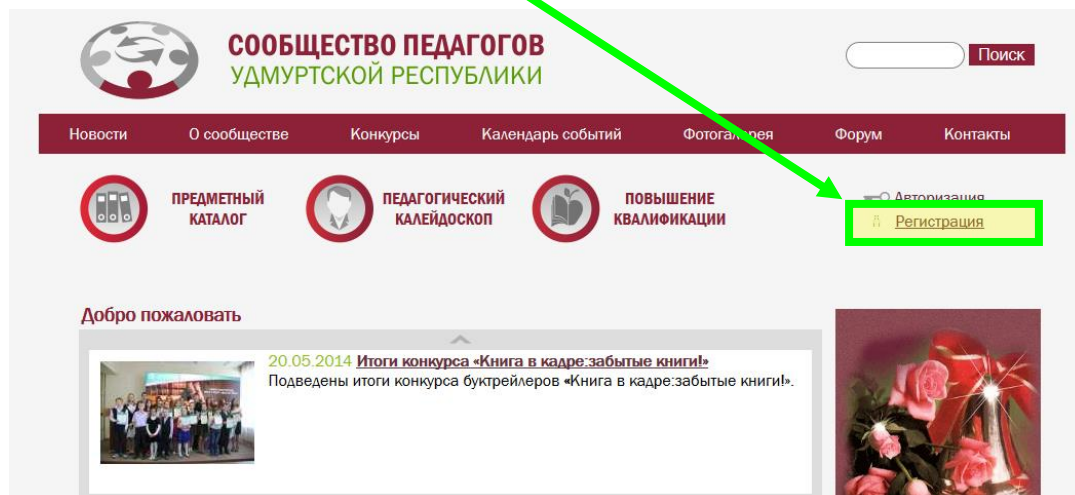 СООБЩЕСТВО ПЕДАГОГОВ
УДМУРТСКОЙ РЕСПУБЛИКИ
Поиск
Новости О сообществе Конкурсы Календарь событий Фотогалерея Форум Контакты
ПРЕДМЕТНЫЙ
КАТАЛОГ
ПЕДАГОГИЧЕСКИЙ
КАЛЕЙДОСКОП
ПОВЫШЕНИЕ
КВАЛИФИКАЦИИ
Авторизация
Регистрация
Добро пожаловать
20.05.2014 Итоги конкурса «Книга в кадре:забытые книги!»
Подведены итоги конкурса буктрейлеров «Книга в кадре:забытые книги!».